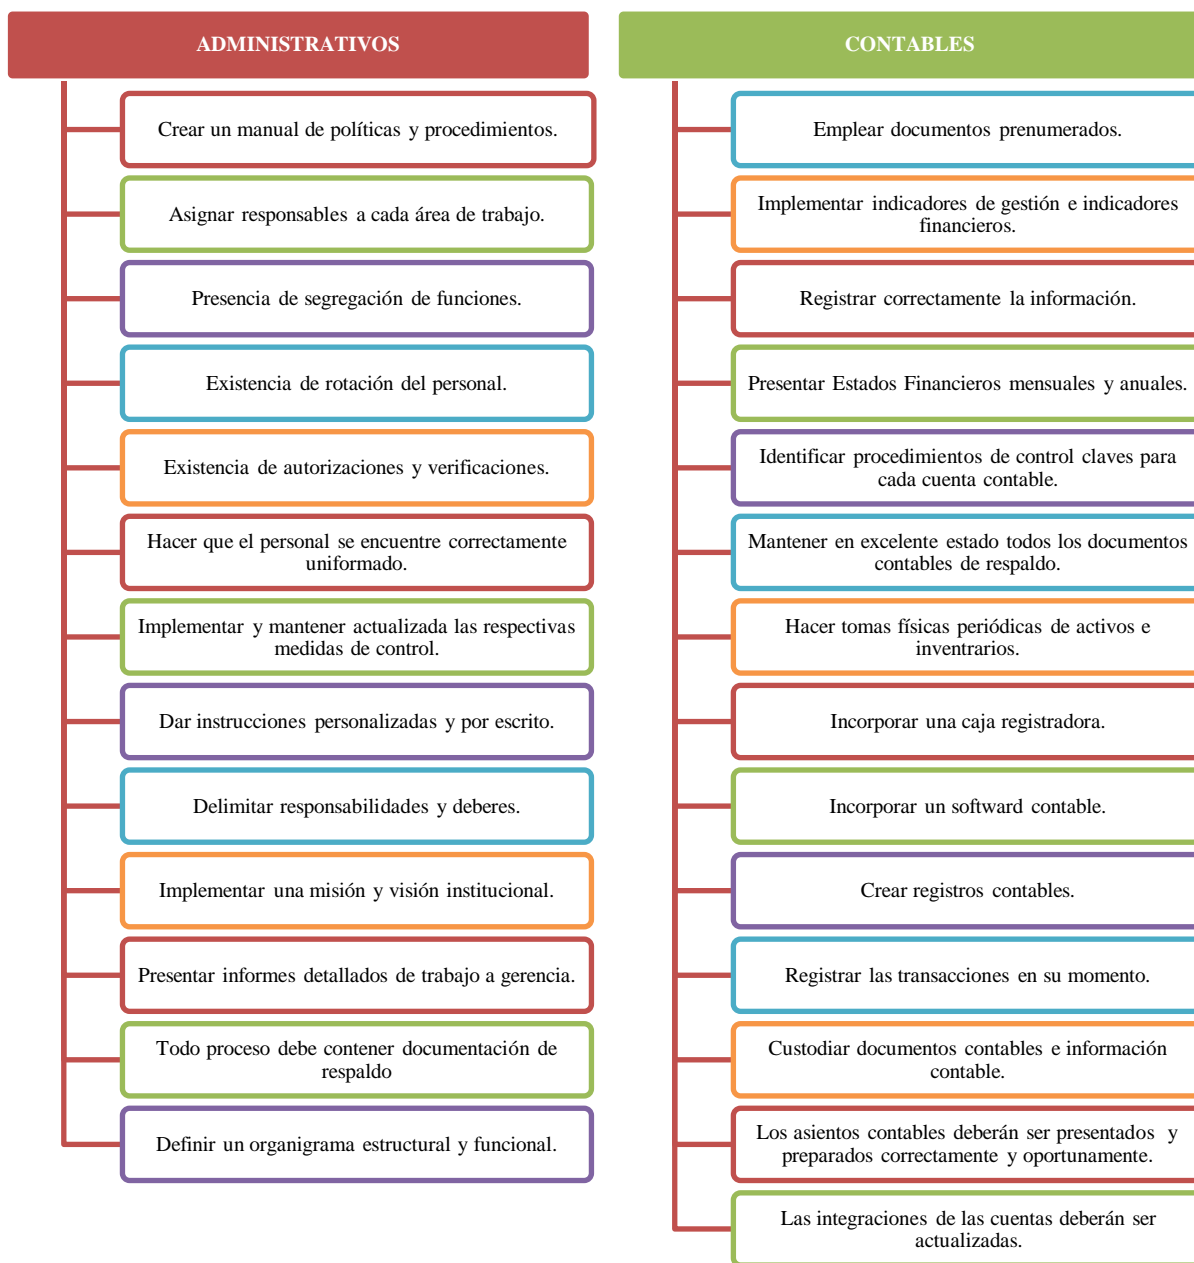 ADMINISTRATIVOS
Crear un manual de políticas y procedimientos.
Asignar responsables a cada área de trabajo.
Presencia de segregación de funciones.
Existencia de rotación del personal.
Existencia de autorizaciones y verificaciones.
Hacer que el personal se encuentre correctamente
uniformado.
Implementar y mantener actualizada las respectivas
medidas de control.
Dar instrucciones personalizadas y por escrito.
Delimitar responsabilidades y deberes.
Implementar una misión y visión institucional.
Presentar informes detallados de trabajo a gerencia.
Todo proceso debe contener documentación de
respaldo
Definir un organigrama estructural y funcional.
CONTABLES
Emplear documentos prenumerados.
Implementar indicadores de gestión e indicadores
financieros.
Registrar correctamente la información.
Presentar Estados Financieros mensuales y anuales.
Identificar procedimientos de control claves para
cada cuenta contable.
Mantener en excelente estado todos los documentos
contables de respaldo.
Hacer tomas físicas periódicas de activos e
inventrarios.
Incorporar una caja registradora.
Incorporar un softward contable.
Crear registros contables.
Registrar las transacciones en su momento.
Custodiar documentos contables e información
contable.
Los asientos contables deberán ser presentados y
preparados correctamente y oportunamente.
Las integraciones de las cuentas deberán ser
actualizadas.